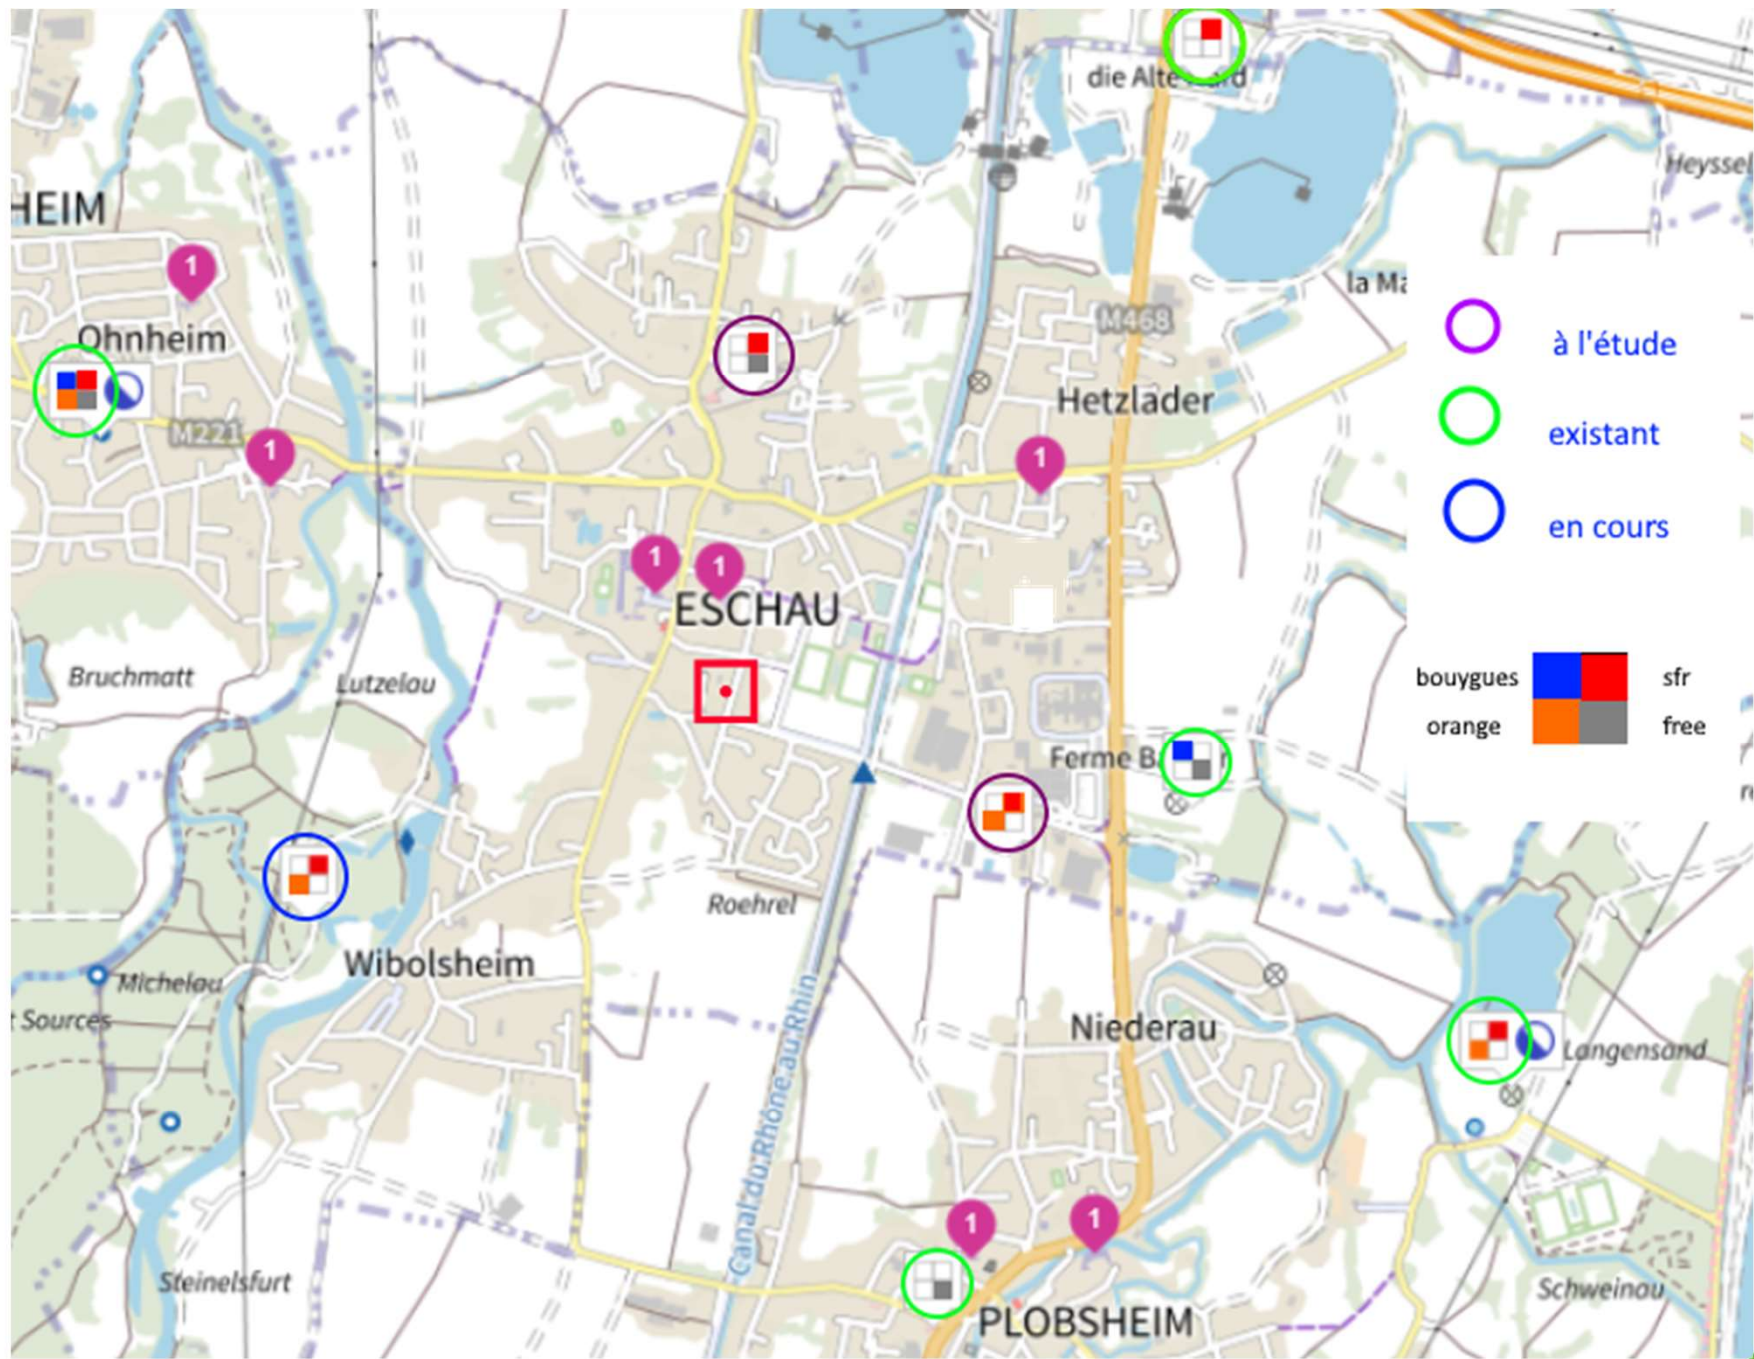 die Alte
Heyssel
HEIM
1
la Ma
M468
à l'étude
Ohnheim
Hetzlader
existant
M221
1
1
en cours
1
1
ESCHAU
Bruchmatt
Lutzelau
bouygues
sfr
orange
free
Ferme B
Roehrel
Wibolsheim
Michelau
t Sources
Niederau
Langensand
Canal du Rhône au Rhin
1
1
Steinelsfurt
Schweinau
PLOBSHEIM